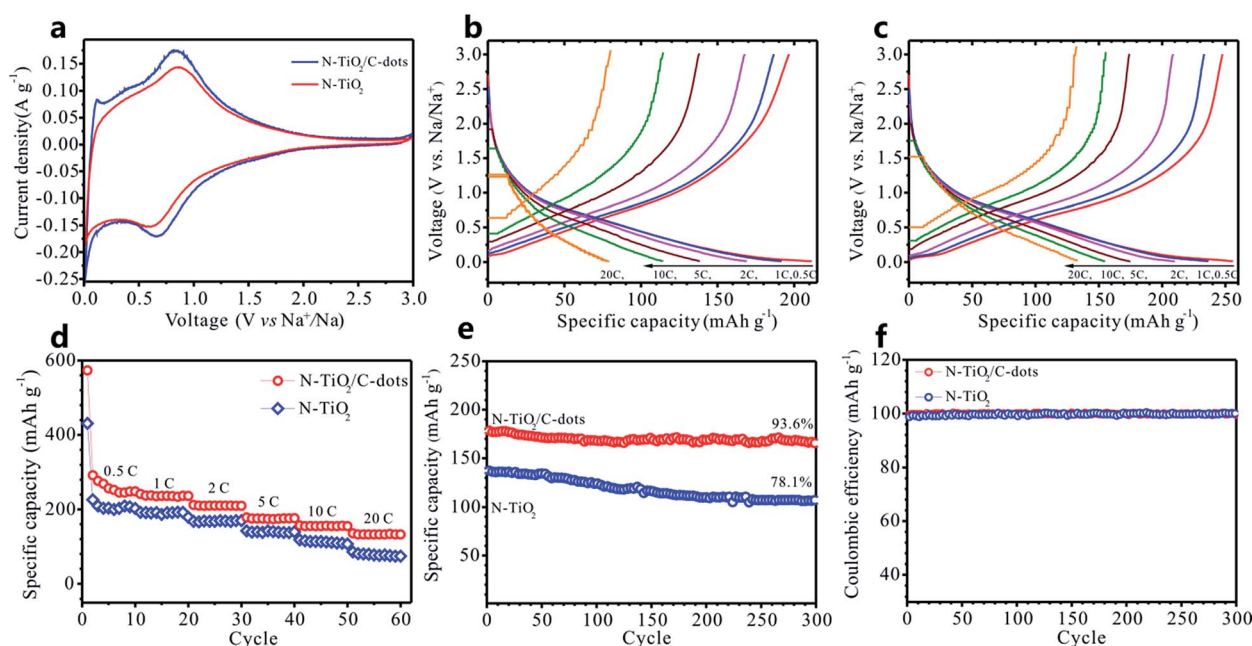 a
0.15
0.10
0.05
0.00
-0.05
-0.10
-0.15
-0.20
-0.25
Current density(A g⁻¹)
N-TiO₂/C-dots
N-TiO₂
0.0 0.5 1.0 1.5 2.0 2.5 3.0
Voltage (V vs Na⁺/Na)
b
3.0
2.5
2.0
1.5
1.0
0.5
0.0
Voltage (V vs. Na/Na⁺)
20C, 10C, 5C, 2C, 1C,0.5C
0 50 100 150 200
Specific capacity (mAh g⁻¹)
c
3.0
2.5
2.0
1.5
1.0
0.5
0.0
Voltage (V vs. Na/Na⁺)
20C, 10C, 5C, 2C, 1C,0.5C
0 50 100 150 200 250
Specific capacity (mAh g⁻¹)
d
600
400
200
0
Specific capacity (mAh g⁻¹)
N-TiO₂/C-dots
N-TiO₂
0.5 C
1 C
2 C
5 C
10 C
20 C
0 10 20 30 40 50 60
Cycle
e
250
200
150
100
50
Specific capacity (mAh g⁻¹)
N-TiO₂/C-dots
93.6%
78.1%
N-TiO₂
0 50 100 150 200 250 300
Cycle
f
120
100
80
60
40
Coulombic efficiency (mAh g⁻¹)
N-TiO₂/C-dots
N-TiO₂
0 50 100 150 200 250 300
Cycle